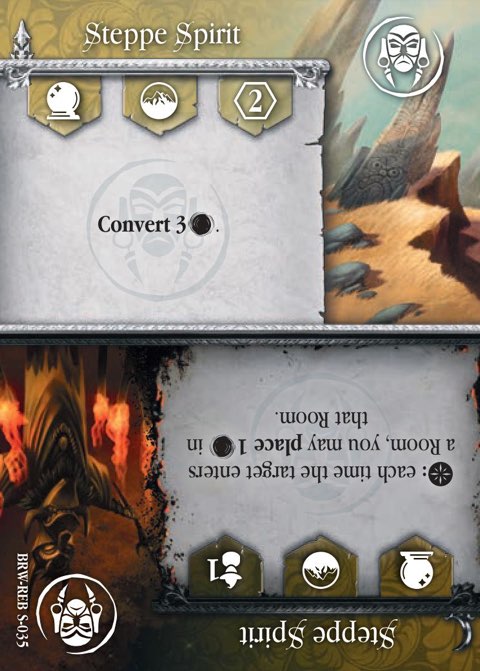 Steppe Spirit
2
Convert 3 .
: each time the target enters
a Room, you may place 1 in
that Room.
1
Steppe Spirit
BRW-REB S-035